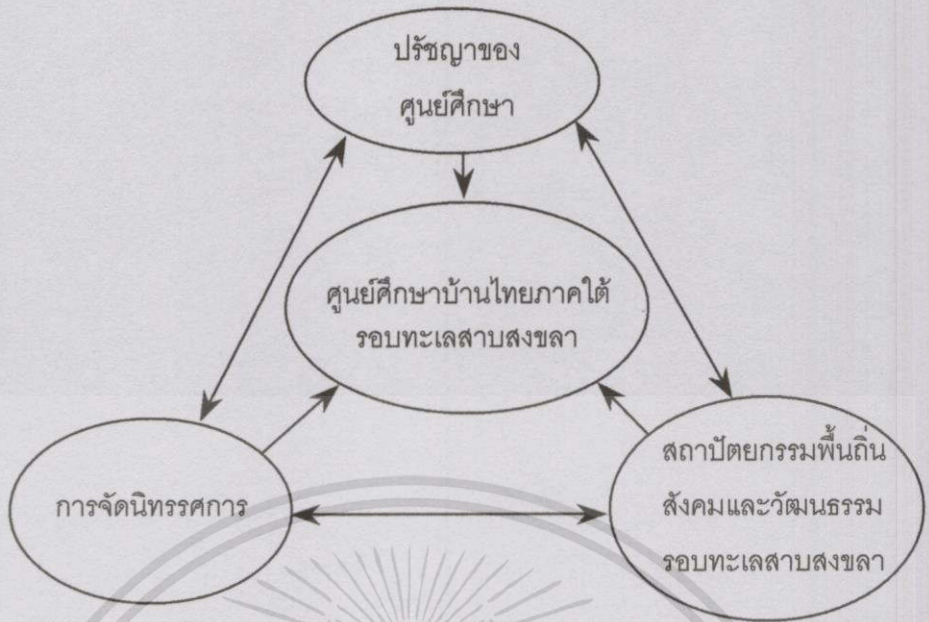 ปรัชญาของ
ศูนย์ศึกษา
ศูนย์ศึกษาบ้านไทยภาคใต้
รอบทะเลสาบสงขลา
การจัดนิทรรศการ
สถาปัตยกรรมพื้นถิ่น
สังคมและวัฒนธรรม
รอบทะเลสาบสงขลา